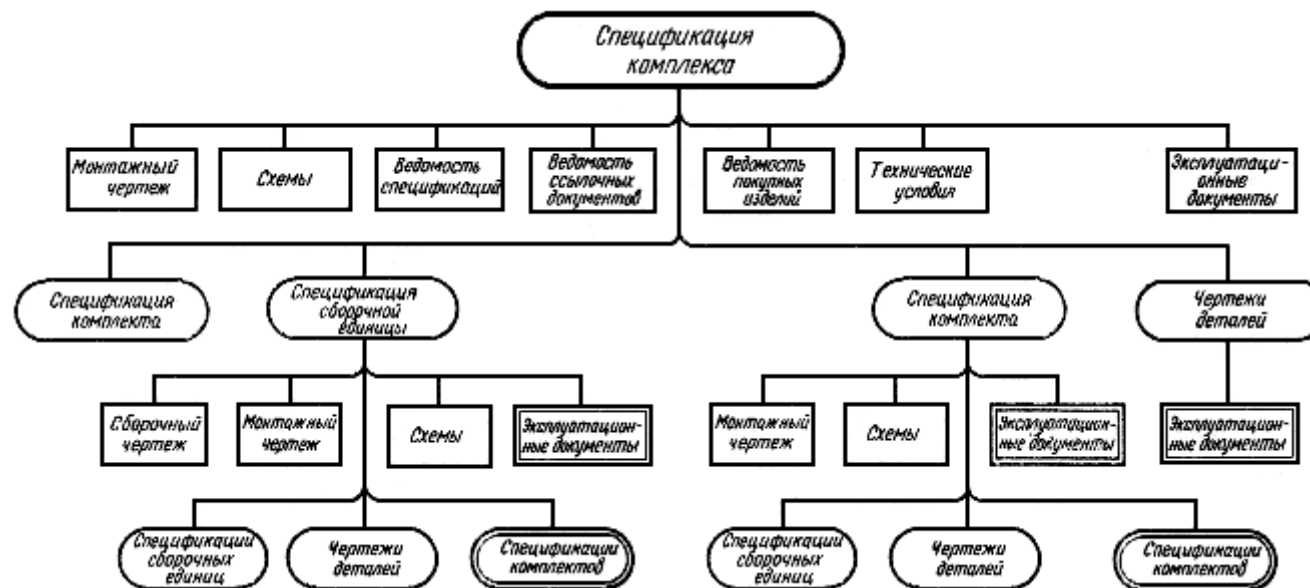 Спецификация
комплекса
Монтажный
чертеж
Схемы
Ведомость
спецификаций
Ведомость
ссылочных
документов
Ведомость
покупных
изделий
Технические
условия
Эксплуатаци-
онные
документы
Спецификация
комплекта
Спецификация
сборочной
единицы
Спецификация
комплекта
Чертежи
деталей
Сборочный
чертеж
Монтажный
чертеж
Схемы
Эксплуатацион-
ные документы
Монтажный
чертеж
Схемы
Эксплуатацион-
ные документы
Эксплуатацион-
ные документы
Спецификации
сборочных
единиц
Чертежи
деталей
Спецификации
комплектов
Спецификации
сборочных
единиц
Чертежи
деталей
Спецификации
комплектов